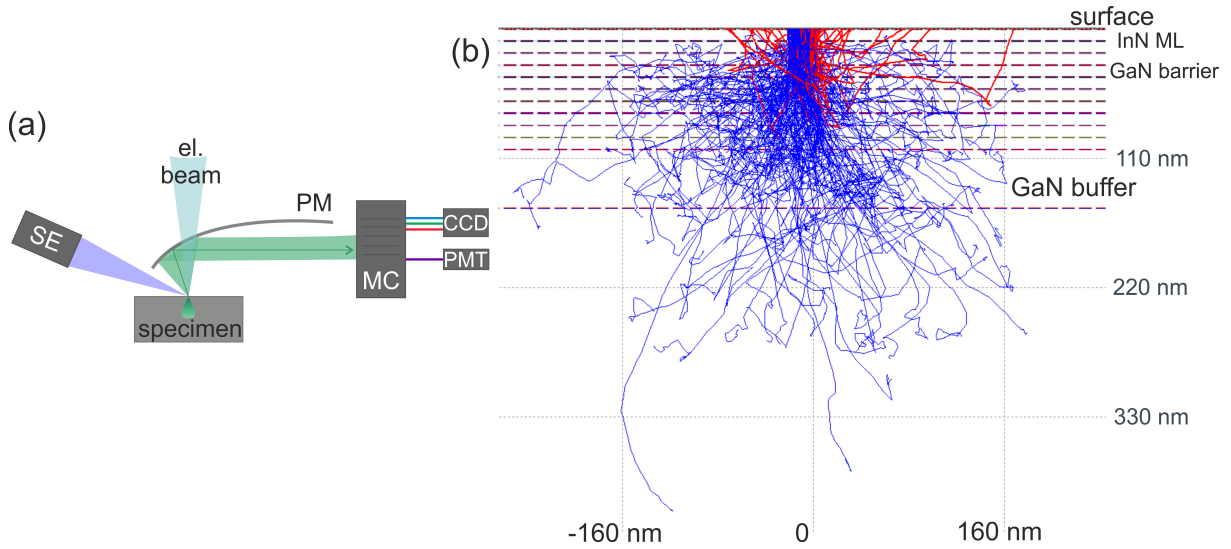 (a)
el.
beam
PM
SE
MC
CCD
PMT
specimen
(b)
surface
InN ML
GaN barrier
110 nm
GaN buffer
220 nm
330 nm
-160 nm
0
160 nm